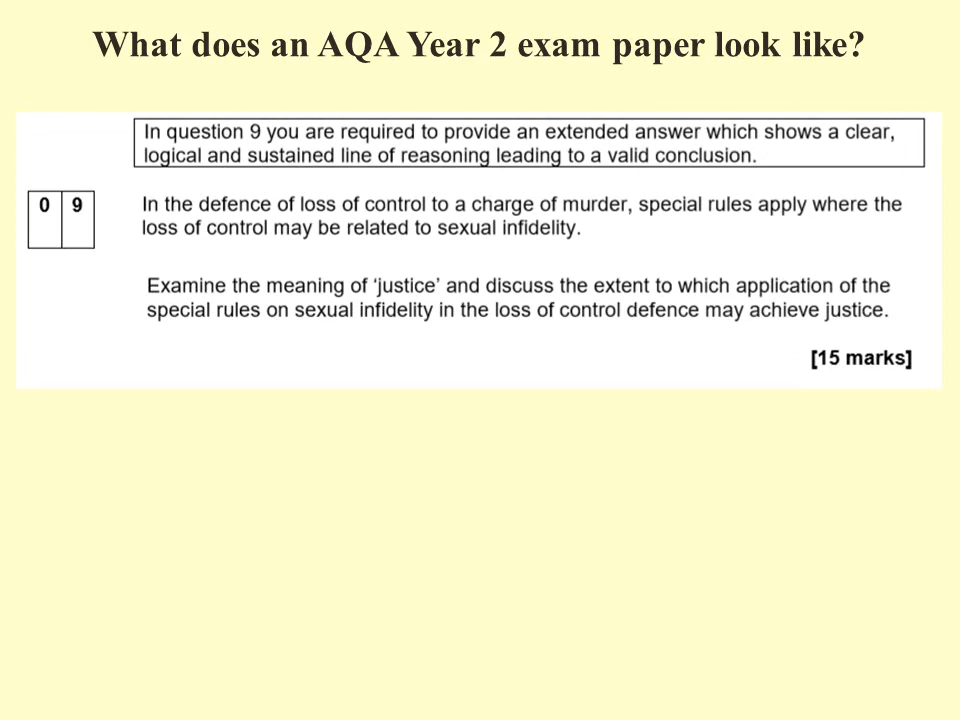 What does an AQA Year 2 exam paper look like?
In question 9 you are required to provide an extended answer which shows a clear,
logical and sustained line of reasoning leading to a valid conclusion.
0 9
In the defence of loss of control to a charge of murder, special rules apply where the
loss of control may be related to sexual infidelity.
Examine the meaning of ‘justice’ and discuss the extent to which application of the
special rules on sexual infidelity in the loss of control defence may achieve justice.
[15 marks]